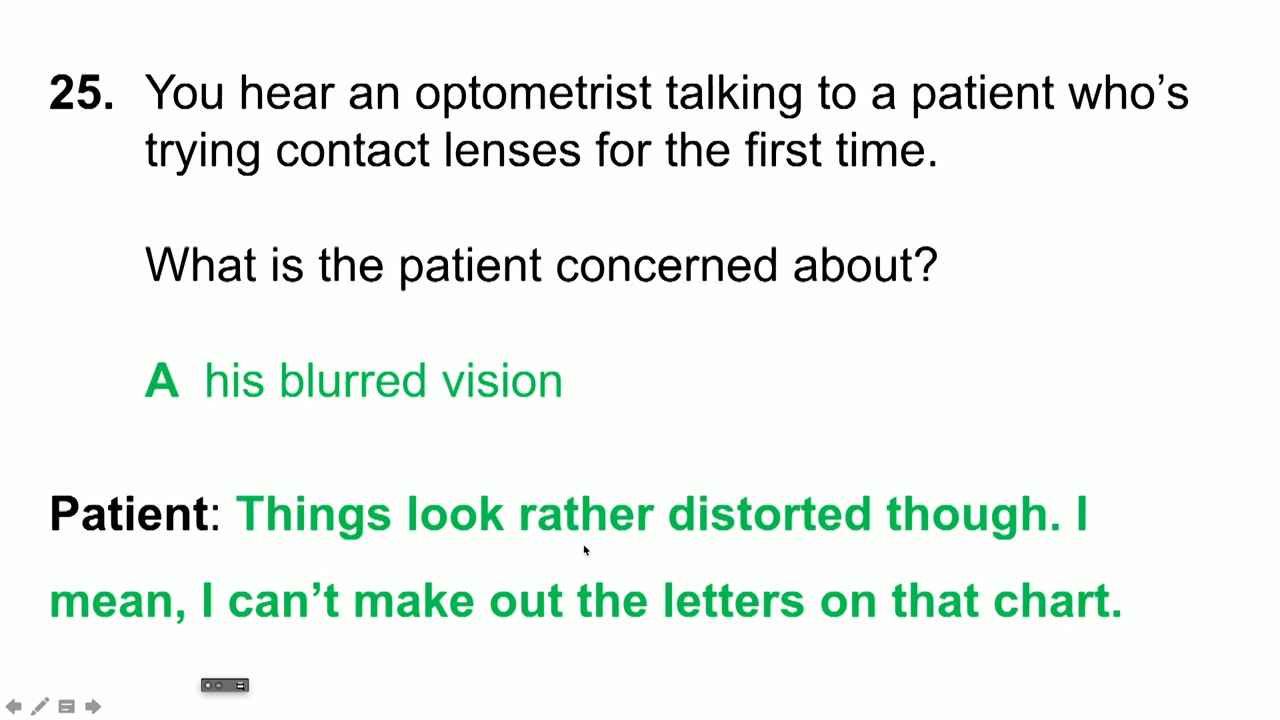 25. You hear an optometrist talking to a patient who’s
trying contact lenses for the first time.
What is the patient concerned about?
A his blurred vision
Patient: Things look rather distorted though. I
mean, I can’t make out the letters on that chart.